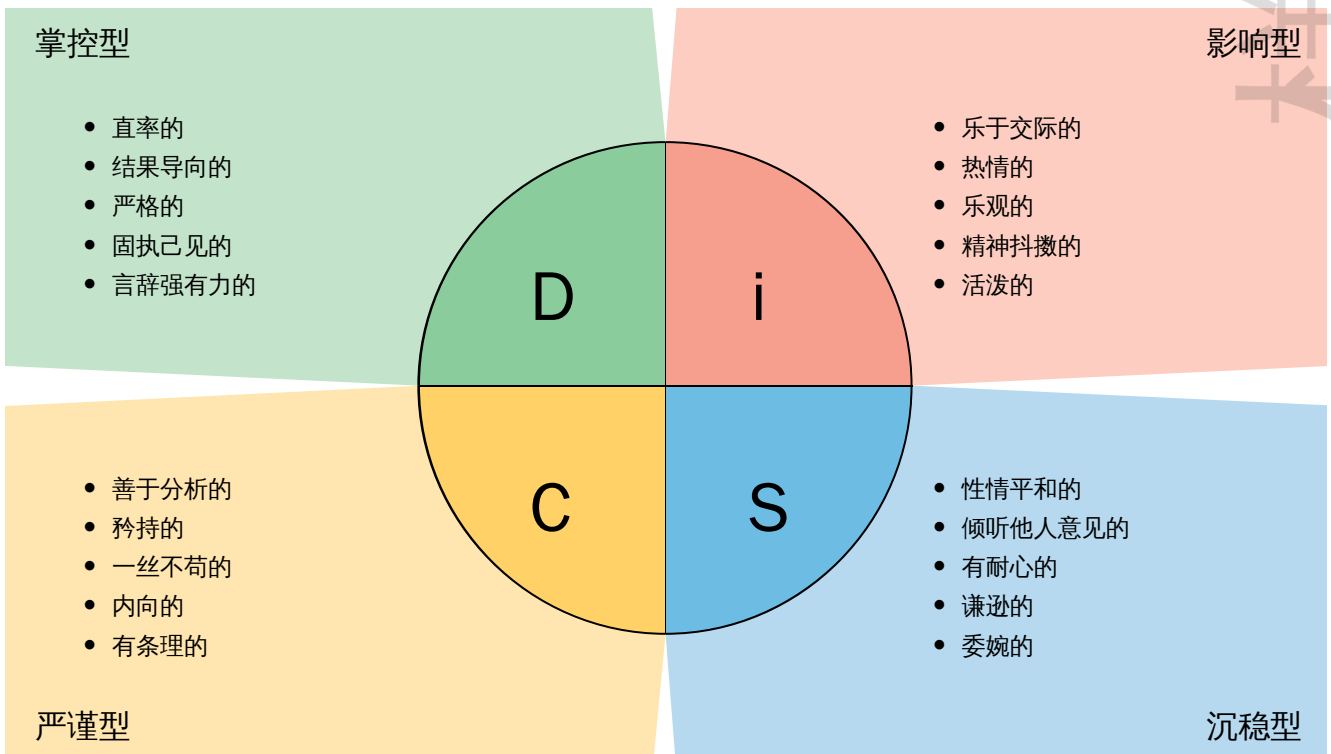 掌控型
直率的
结果导向的
严格的
固执己见的
言辞强有力的
影响型
乐于交际的
热情的
乐观的
精神抖擞的
活泼的
D
i
C
S
善于分析的
矜持的
一丝不苟的
内向的
有条理的
严谨型
性情平和的
倾听他人意见的
有耐心的
谦逊的
委婉的
沉稳型